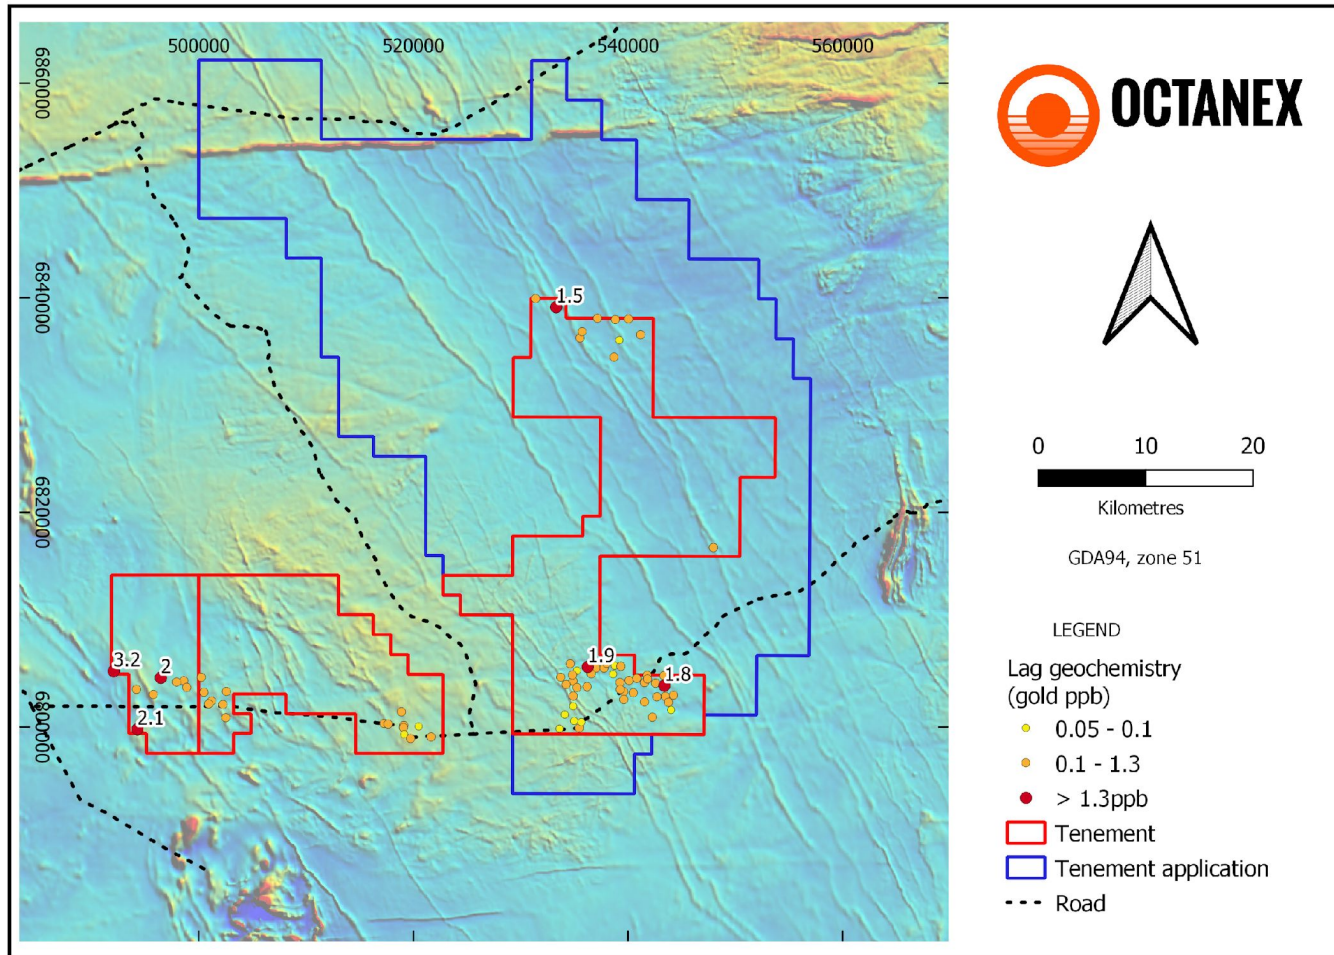 500000
520000
540000
560000
6860000
6840000
6820000
6800000
1.5
3.2
2
2.1
1.9
1.8
OCTANEX
0 10 20
Kilometres
GDA94, zone 51
LEGEND
Lag geochemistry
(gold ppb)
0.05 - 0.1
0.1 - 1.3
> 1.3ppb
Tenement
Tenement application
Road